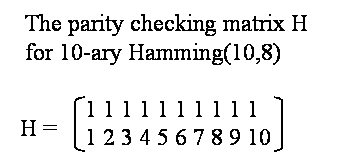 The parity checking matrix H
for 10-ary Hamming(10,8)
1 1 1 1 1 1 1 1 1 1
H = 1 2 3 4 5 6 7 8 9 10